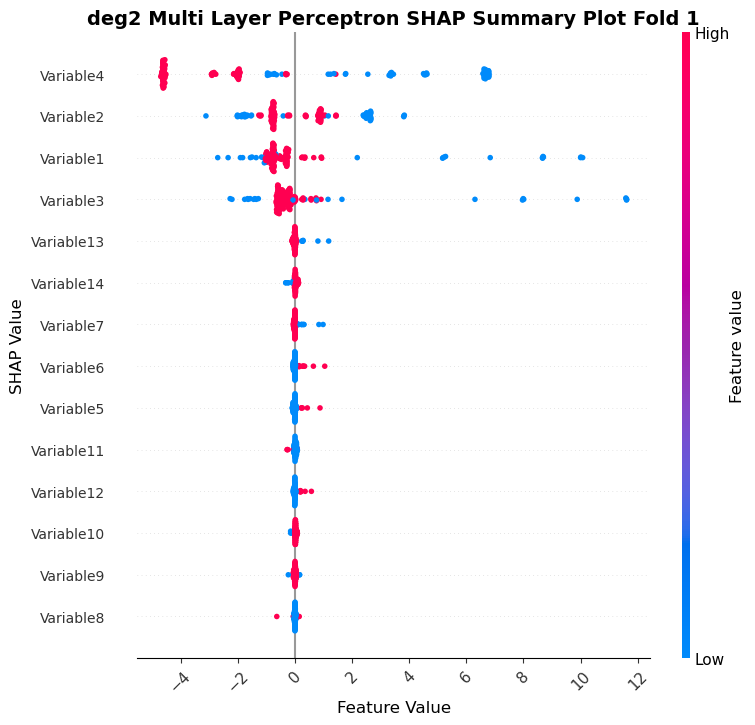 deg2 Multi Layer Perceptron SHAP Summary Plot Fold 1
High
Variable4
Variable2
Variable1
Variable3
Variable13
Variable14
Variable7
Variable6
Variable5
Variable11
Variable12
Variable10
Variable9
Variable8
SHAP Value
Feature value
Low
−4
−2
0
2
4
6
8
10
12
Feature Value